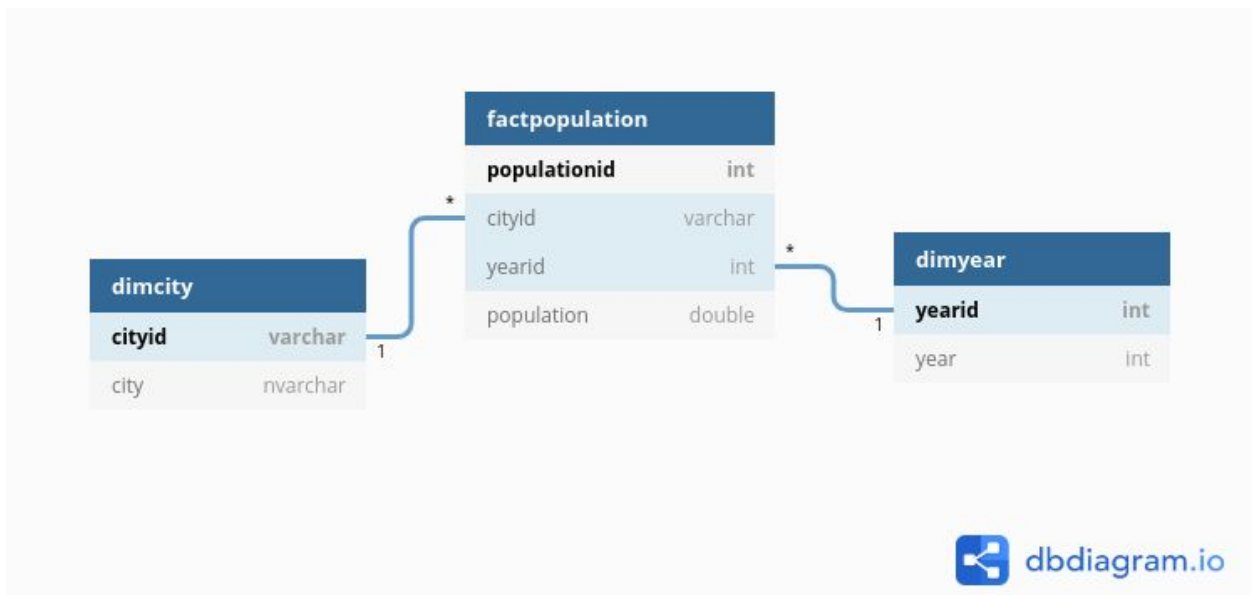 factpopulation
populationid int
* cityid varchar
yearid int *
population double
dimcity
cityid varchar 1
city nvarchar
dimyear
1 yearid int
year int
dbdiagram.io